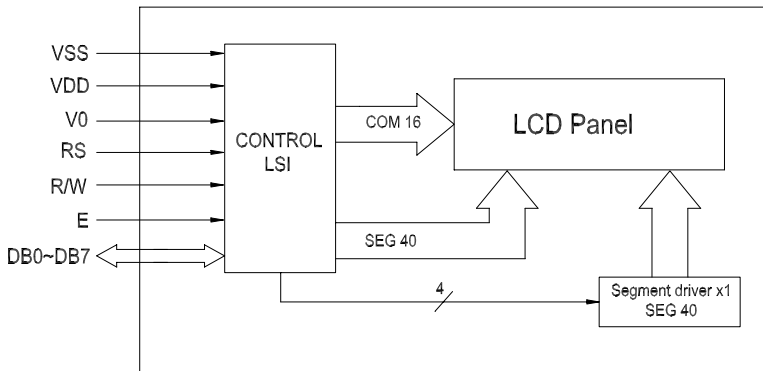 VSS
VDD
V0
RS
R/W
E
DB0~DB7
CONTROL
LSI
COM 16
LCD Panel
SEG 40
4
Segment driver x1
SEG 40